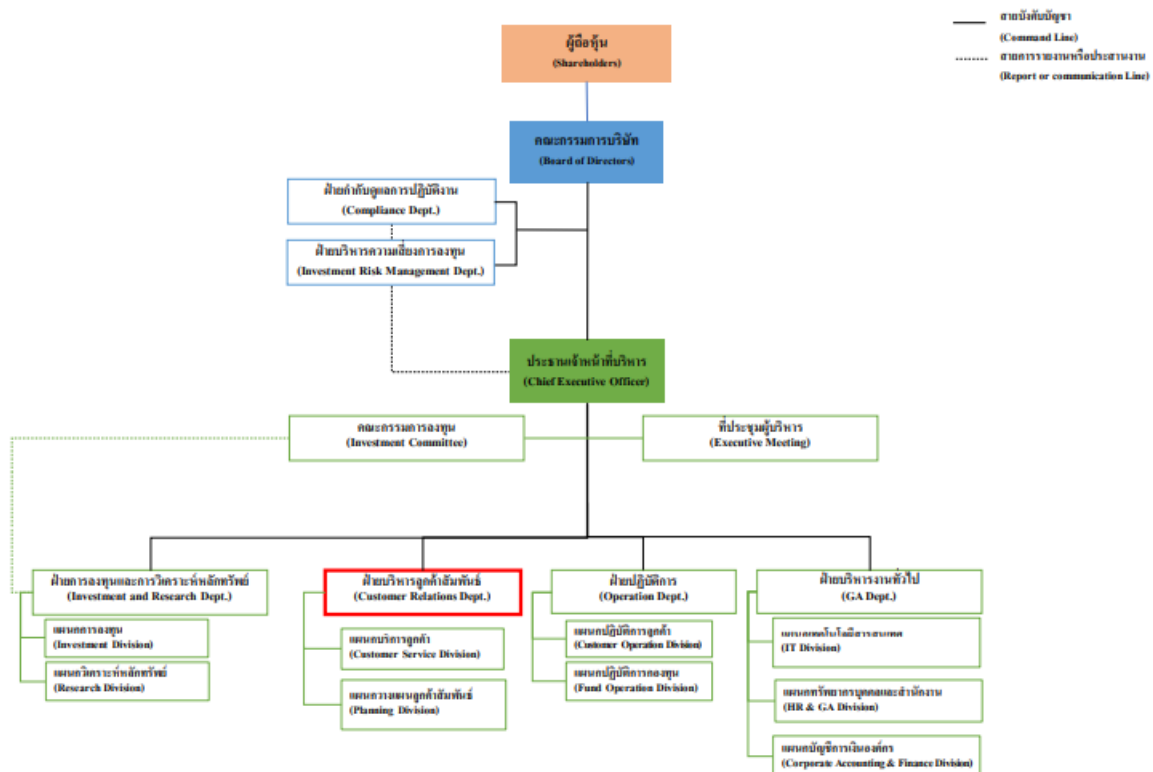 สายบังคับบัญชา
(Command Line)
สายการรายงานหรือประสานงาน
(Report or communication Line)
ผู้ถือหุ้น
(Shareholders)
คณะกรรมการบริษัท
(Board of Directors)
ฝ่ายกำกับดูแลการปฏิบัติงาน
(Compliance Dept.)
ฝ่ายบริหารความเสี่ยงการลงทุน
(Investment Risk Management Dept.)
ประธานเจ้าหน้าที่บริหาร
(Chief Executive Officer)
คณะกรรมการลงทุน
(Investment Committee)
ที่ประชุมผู้บริหาร
(Executive Meeting)
ฝ่ายการลงทุนและการวิเคราะห์หลักทรัพย์
(Investment and Research Dept.)
แผนกการลงทุน
(Investment Division)
แผนกวิเคราะห์หลักทรัพย์
(Research Division)
ฝ่ายบริหารลูกค้าสัมพันธ์
(Customer Relations Dept.)
แผนกบริการลูกค้า
(Customer Service Division)
แผนกวางแผนลูกค้าสัมพันธ์
(Planning Division)
ฝ่ายปฏิบัติการ
(Operation Dept.)
แผนกปฏิบัติการลูกค้า
(Customer Operation Division)
แผนกปฏิบัติการกองทุน
(Fund Operation Division)
ฝ่ายบริหารงานทั่วไป
(GA Dept.)
แผนกเทคโนโลยีสารสนเทศ
(IT Division)
แผนกทรัพยากรบุคคลและสำนักงาน
(HR & GA Division)
แผนกบัญชีการเงินองค์กร
(Corporate Accounting & Finance Division)